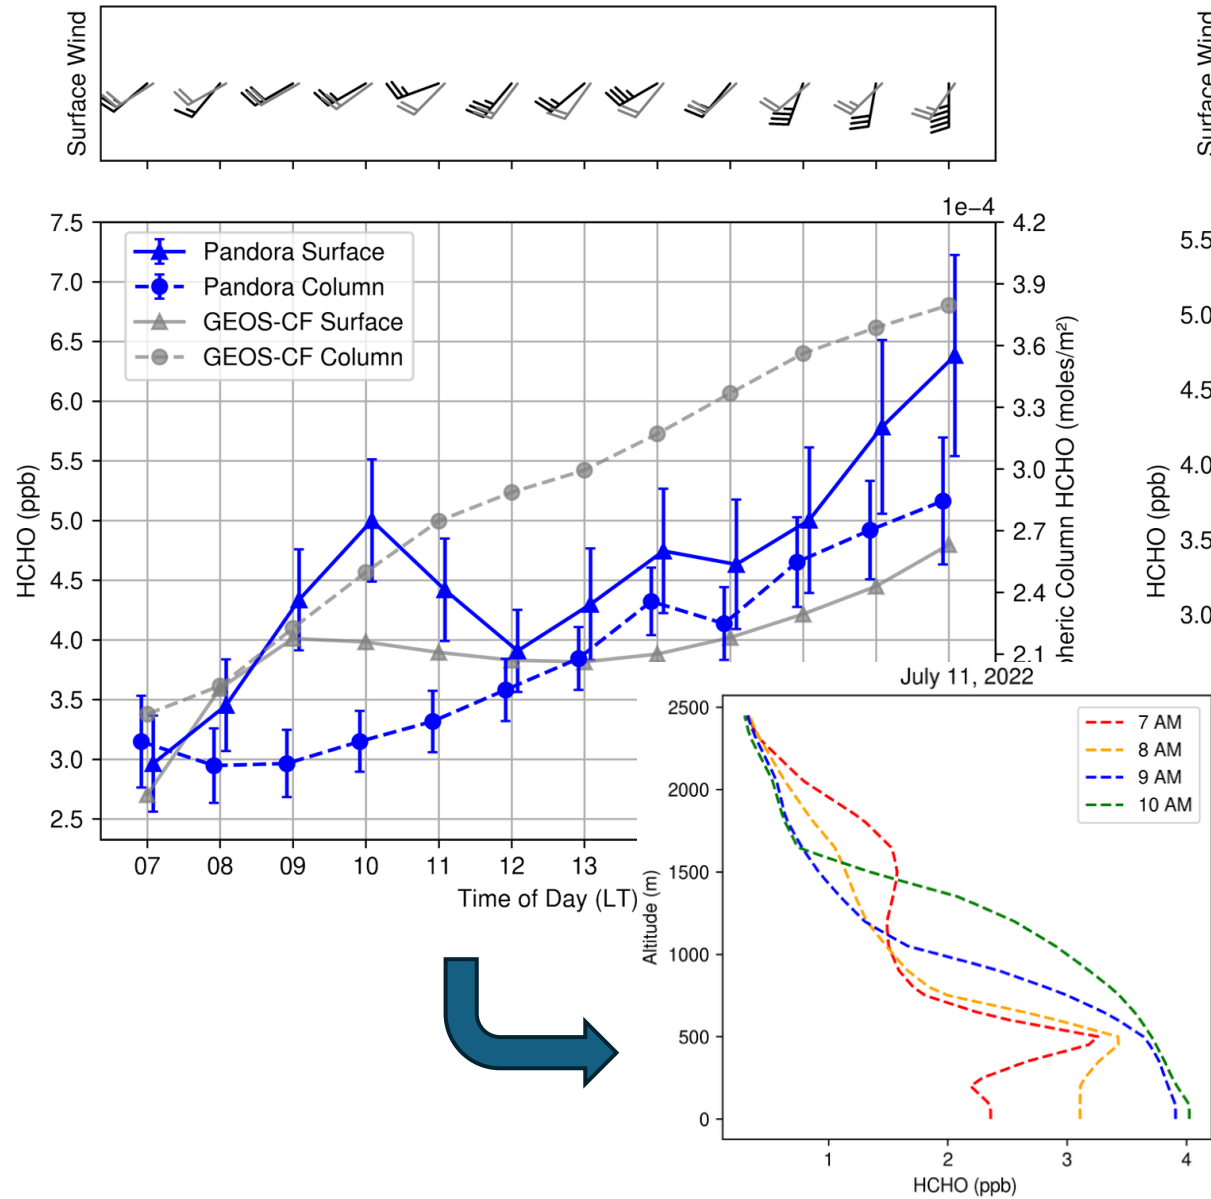 Surface Wind
Surface Wind
1e−4
7.5
7.0
6.5
6.0
5.5
5.0
4.5
4.0
3.5
3.0
2.5
HCHO (ppb)
Pandora Surface
Pandora Column
GEOS-CF Surface
GEOS-CF Column
4.2
3.9
3.6
3.3
3.0
2.7
2.4
2.1
Column HCHO (moles/m²)
5.5
5.0
4.5
4.0
3.5
3.0
HCHO (ppb)
07 08 09 10 11 12 13
Time of Day (LT)
July 11, 2022
2500
2000
1500
1000
500
0
Altitude (m)
7 AM
8 AM
9 AM
10 AM
1 2 3 4
HCHO (ppb)